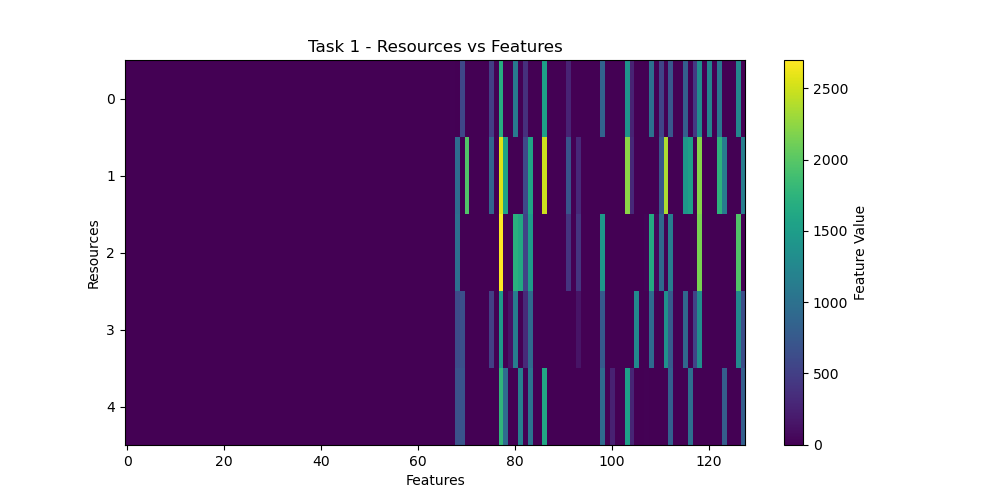 Task 1 - Resources vs Features
Resources
0
1
2
3
4
0 20 40 60 80 100 120
Features
2500
2000
1500
1000
500
0
Feature Value